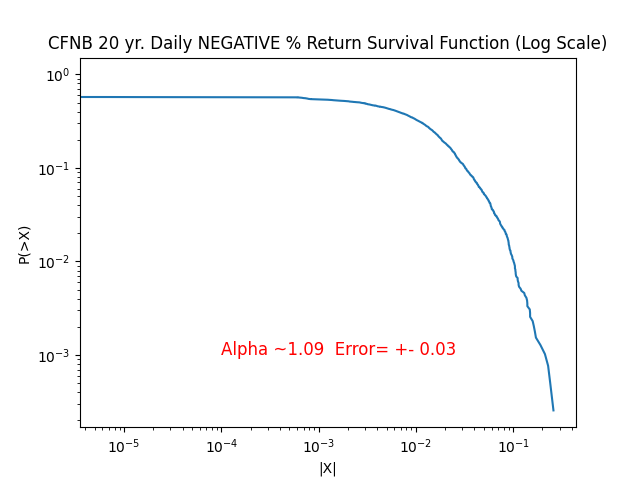 CFNB 20 yr. Daily NEGATIVE % Return Survival Function (Log Scale)
10⁰
10⁻¹
10⁻²
10⁻³
P(>X)
Alpha ~1.09  Error= +- 0.03
10⁻⁵ 10⁻⁴ 10⁻³ 10⁻² 10⁻¹
|X|